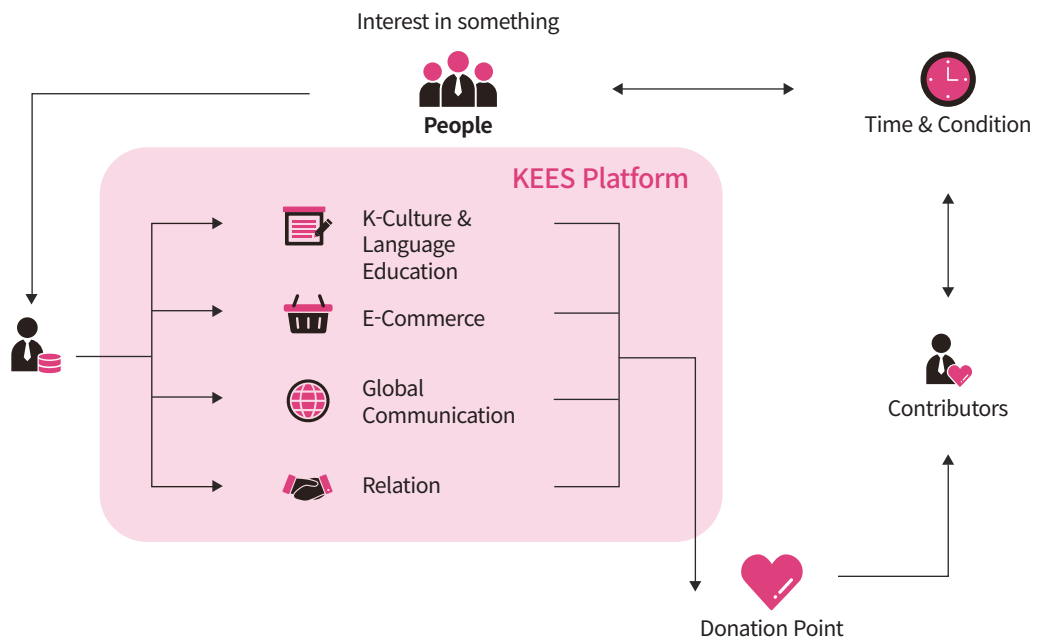 Interest in something
People
Time & Condition
KEES Platform
K-Culture &
Language
Education
E-Commerce
Global
Communication
Relation
Contributors
Donation Point